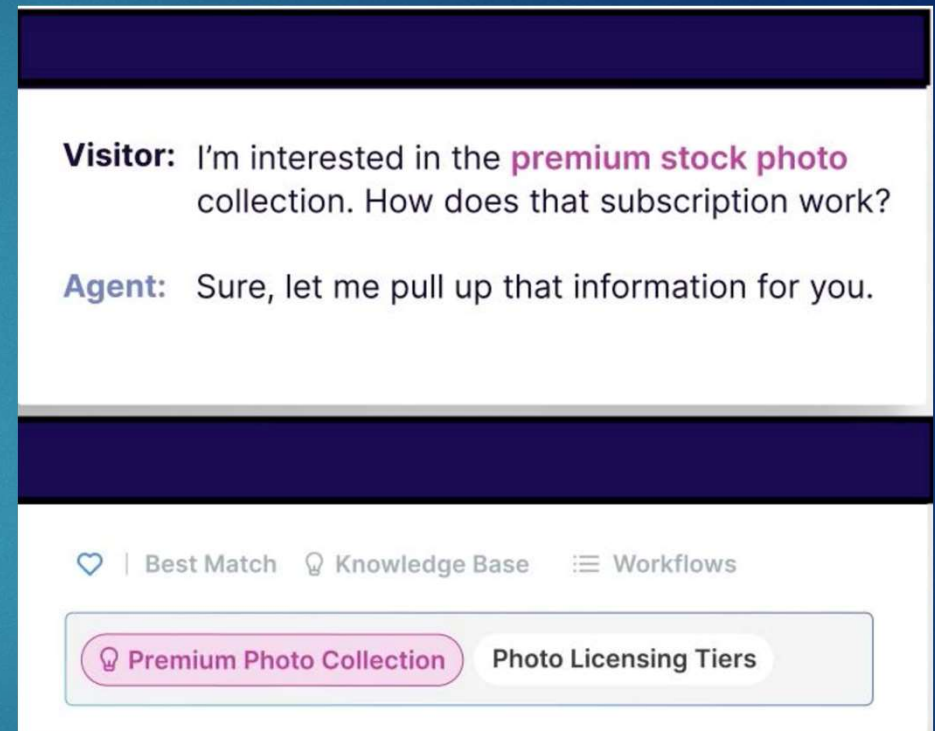 Visitor: I’m interested in the premium stock photo
collection. How does that subscription work?
Agent: Sure, let me pull up that information for you.
Best Match Knowledge Base Workflows
Premium Photo Collection Photo Licensing Tiers